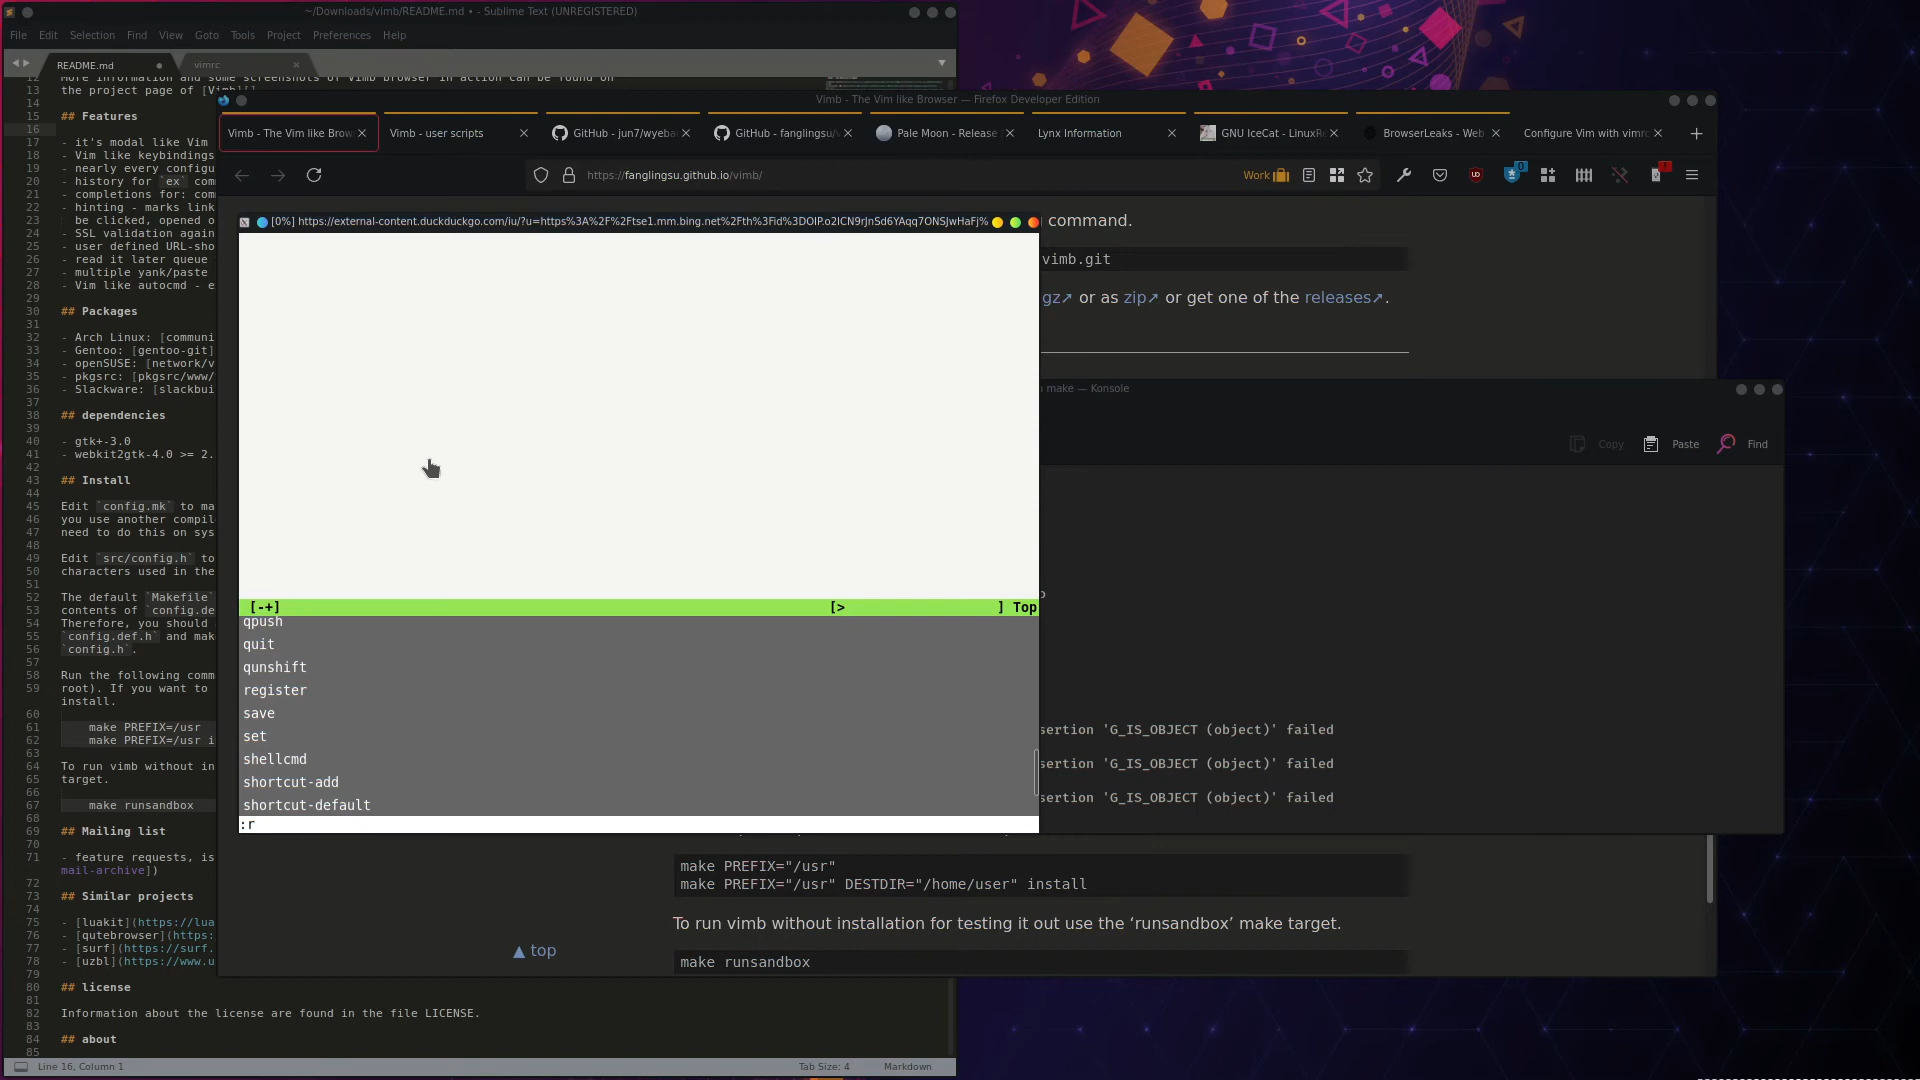 ~/Downloads/vimb/README.md • - Sublime Text (UNREGISTERED)
File Edit Selection Find View Goto Tools Project Preferences Help
README.md
vimrc
12 More information and some screenshots of Vimb browser in action can be found on
13 the project page of [Vimb][]
14
15 ## Features
16
17 - it's modal like Vim
18 - Vim like keybindings
19 - nearly every configu
20 - history for `ex` com
21 - completions for: com
22 - hinting - marks link
23 be clicked, opened o
24 - SSL validation again
25 - user defined URL-sho
26 - read it later queue
27 - multiple yank/paste
28 - Vim like autocmd - e
29
30 ## Packages
31
32 - Arch Linux: [communi
33 - Gentoo: [gentoo-git]
34 - openSUSE: [network/v
35 - pkgsrc: [pkgsrc/www/
36 - Slackware: [slackbui
37
38 ## dependencies
39
40 - gtk+-3.0
41 - webkit2gtk-4.0 >= 2.
42
43 ## Install
44
45 Edit `config.mk` to ma
46 you use another compil
47 need to do this on sys
48
49 Edit `src/config.h` to
50 characters used in the
51
52 The default `Makefile`
53 contents of `config.de
54 Therefore, you should
55 `config.def.h` and mak
56 `config.h`.
57
58 Run the following comm
59 root). If you want to
install.
60
61 make PREFIX=/usr
62 make PREFIX=/usr i
63
64 To run vimb without in
65 target.
66
67 make runsandbox
68
69 ## Mailing list
70
71 - feature requests, is
mail-archive])
72
73 ## Similar projects
74
75 - [luakit](https://lua
76 - [qutebrowser](https:
77 - [surf](https://surf.
78 - [uzbl](https://www.u
79
80 ## license
81
82 Information about the license are found in the file LICENSE.
83
84 ## about
85
Line 16, Column 1
Tab Size: 4
Markdown
Vimb - The Vim like Browser — Firefox Developer Edition
Vimb - The Vim like Brow
Vimb - user scripts
GitHub - jun7/wyeba
GitHub - fanglingsu/v
Pale Moon - Release
Lynx Information
GNU IceCat - LinuxRe
BrowserLeaks - Web
Configure Vim with vimrc
https://fanglingsu.github.io/vimb/
Work
0
[0%] https://external-content.duckduckgo.com/iu/?u=https%3A%2F%2Ftse1.mm.bing.net%2Fth%3Fid%3DOIP.o2ICN9rJnSd6YAqq7ONSJwHaFj%
command.
vimb.git
gz↗ or as zip↗ or get one of the releases↗.
make — Konsole
Copy
Paste
Find
sertion 'G_IS_OBJECT (object)' failed
sertion 'G_IS_OBJECT (object)' failed
sertion 'G_IS_OBJECT (object)' failed
[-+]
[> ] Top
qpush
quit
qunshift
register
save
set
shellcmd
shortcut-add
shortcut-default
:r
make PREFIX="/usr"
make PREFIX="/usr" DESTDIR="/home/user" install
To run vimb without installation for testing it out use the ‘runsandbox’ make target.
▲ top
make runsandbox